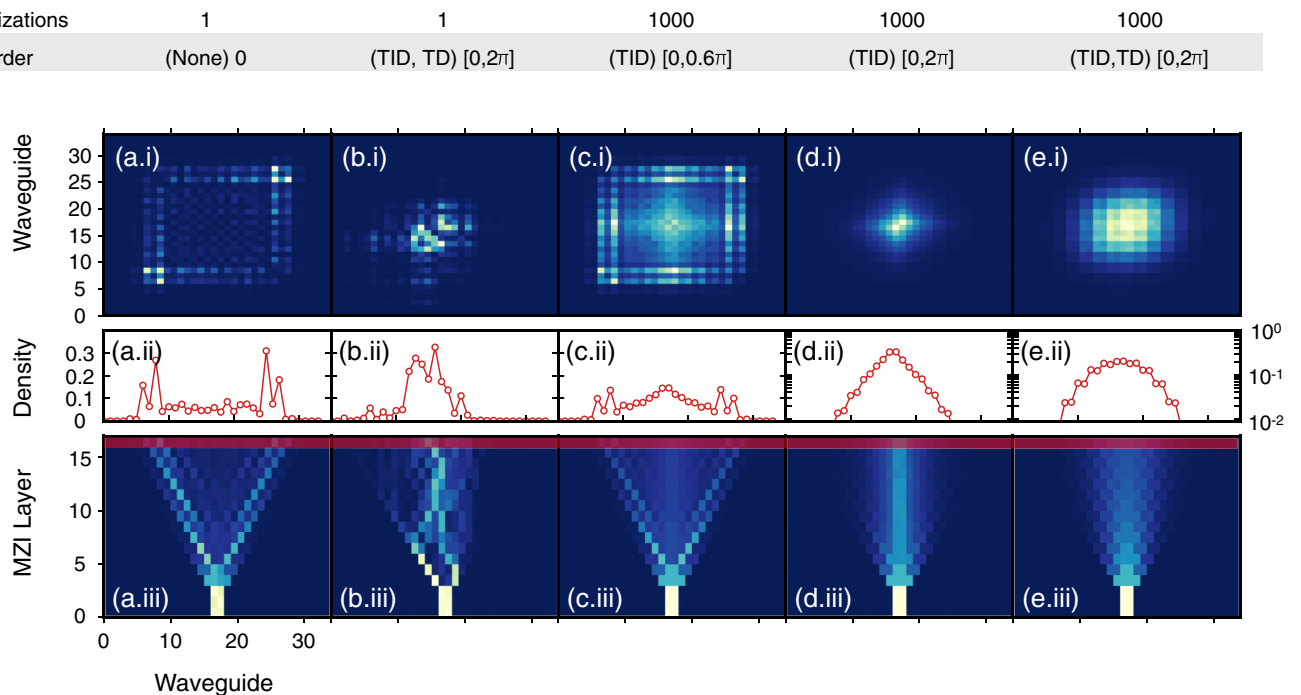 izations 1 1 1000 1000 1000
rder (None) 0 (TID, TD) [0,2π] (TID) [0,0.6π] (TID) [0,2π] (TID,TD) [0,2π]
Waveguide
30
25
20
15
10
5
0
(a.i) (b.i) (c.i) (d.i) (e.i)
Density
0.3
0.2
0.1
0
(a.ii) (b.ii) (c.ii) (d.ii) (e.ii)
10⁰
10⁻¹
10⁻²
MZI Layer
15
10
5
0
(a.iii) (b.iii) (c.iii) (d.iii) (e.iii)
0 10 20 30
Waveguide